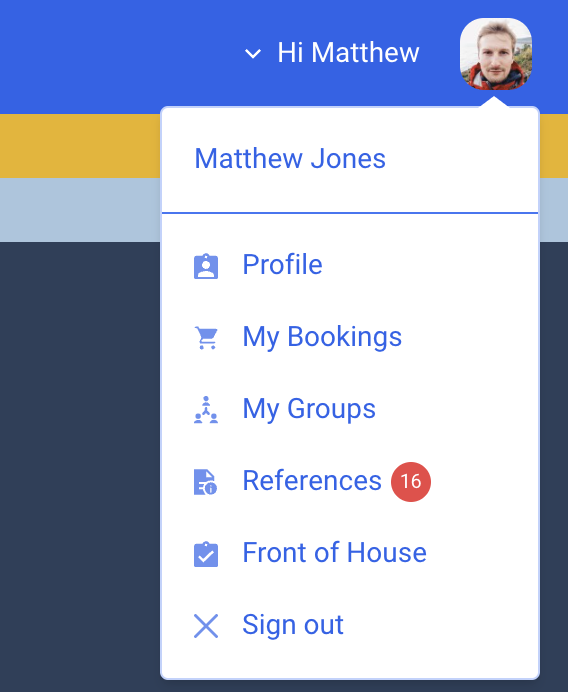 Hi Matthew
Matthew Jones
Profile
My Bookings
My Groups
References 16
Front of House
Sign out